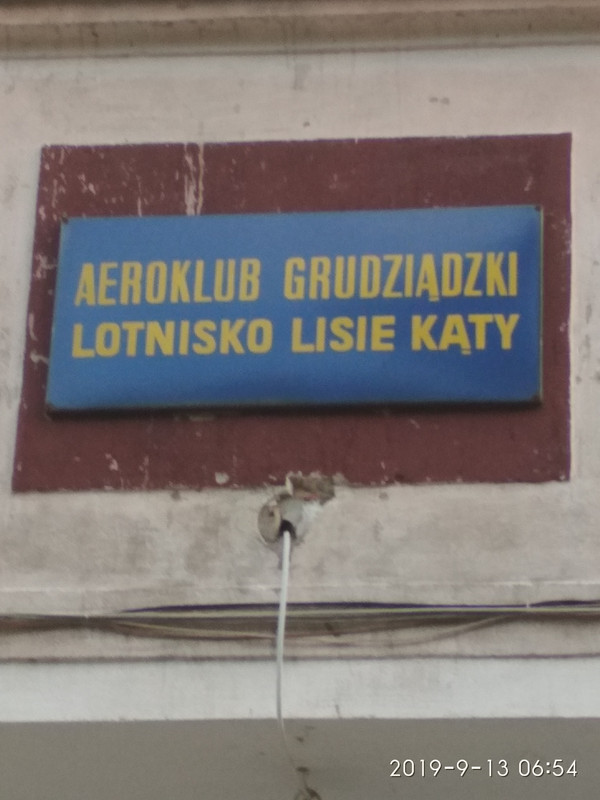 AEROKLUB GRUDZIĄDZKI
LOTNISKO LISIE KĄTY
2019-9-13 06:54